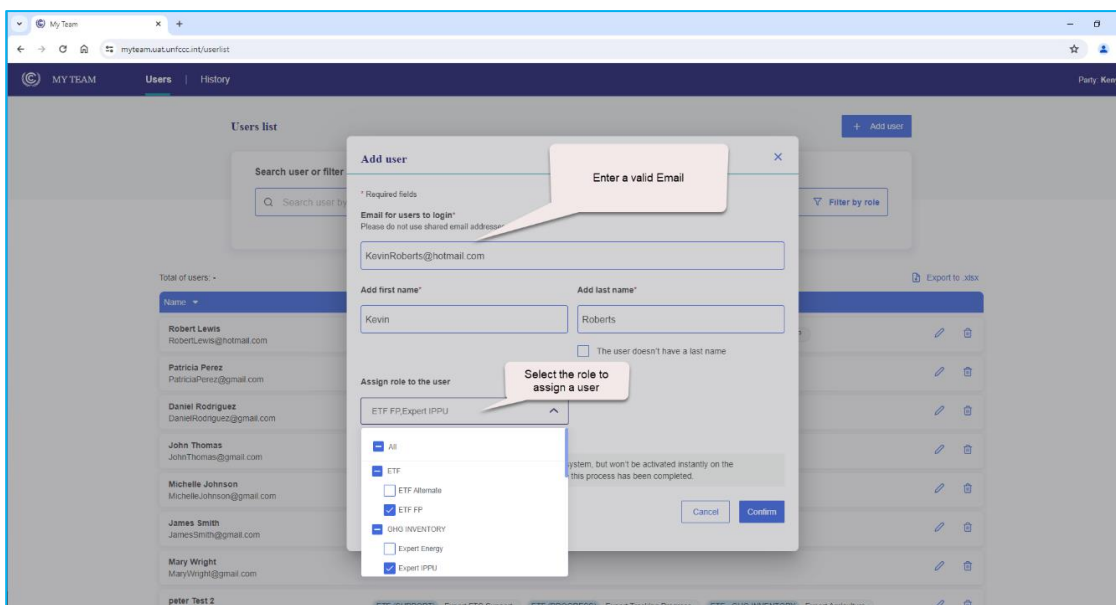 My Team
myteam.uat.unfccc.int/userlist
MY TEAM Users | History Party:
Users list
+ Add user
Search user or filter
Search user by
Filter by role
Add user
Enter a valid Email
* Required fields
Email for users to login*
Please do not use shared email addresses
KevinRoberts@hotmail.com
Add first name* Add last name*
Kevin Roberts
The user doesn't have a last name
Assign role to the user
Select the role to
assign a user
ETF FP,Expert IPPU
All
ETF
ETF Alternate
ETF FP
GHG INVENTORY
Expert Energy
Expert IPPU
system, but won't be activated instantly on the
this process has been completed.
Cancel Confirm
Total of users: - Export to .xlsx
Name
Robert Lewis
RobertLewis@hotmail.com
Patricia Perez
PatriciaPerez@gmail.com
Daniel Rodriguez
DanielRodriguez@gmail.com
John Thomas
JohnThomas@gmail.com
Michelle Johnson
MichelleJohnson@gmail.com
James Smith
JamesSmith@gmail.com
Mary Wright
MaryWright@gmail.com
peter Test 2